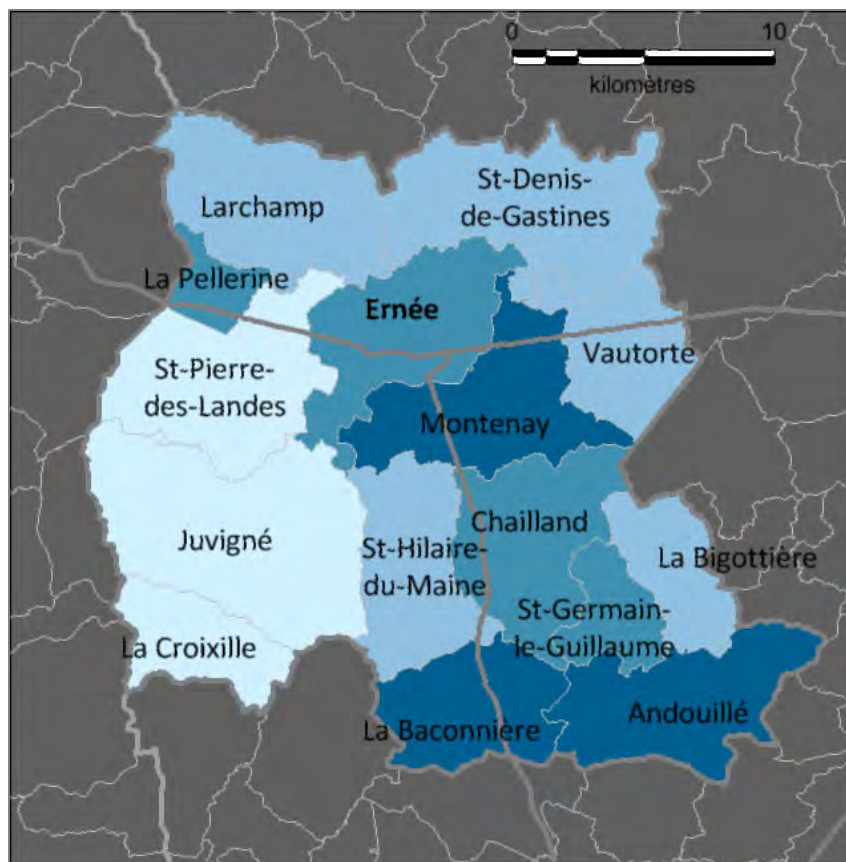 0 10
kilomètres
St-Denis-
de-Gastines
Larchamp
La Pellerine
Ernée
Vautorte
St-Pierre-
des-Landes
Montenay
Chailland
Juvigné
St-Hilaire-
du-Maine
La Bigottière
St-Germain-
le-Guillaume
La Croixille
Andouillé
La Baconnière